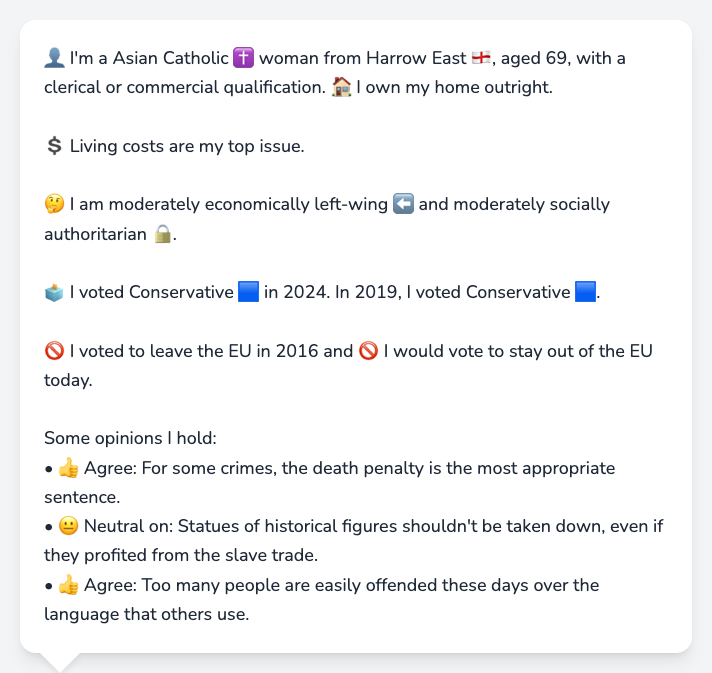 👤 I'm a Asian Catholic ✝️ woman from Harrow East 🏴󠁧󠁢󠁥󠁮󠁧󠁿, aged 69, with a
clerical or commercial qualification. 🏠 I own my home outright.
💲 Living costs are my top issue.
🤔 I am moderately economically left-wing ⬅️ and moderately socially
authoritarian 🔒.
🗳️ I voted Conservative 🟦 in 2024. In 2019, I voted Conservative 🟦.
🚫 I voted to leave the EU in 2016 and 🚫 I would vote to stay out of the EU
today.
Some opinions I hold:
• 👍 Agree: For some crimes, the death penalty is the most appropriate
sentence.
• 😐 Neutral on: Statues of historical figures shouldn't be taken down, even if
they profited from the slave trade.
• 👍 Agree: Too many people are easily offended these days over the
language that others use.